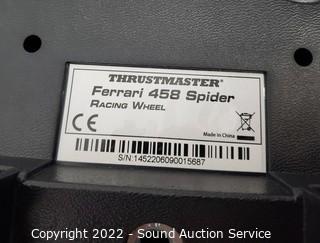 THRUSTMASTER®
Ferrari 458 Spider
RACING WHEEL
CE
Made in China
S/N:1452206090015687
Copyright 2022 - Sound Auction Service